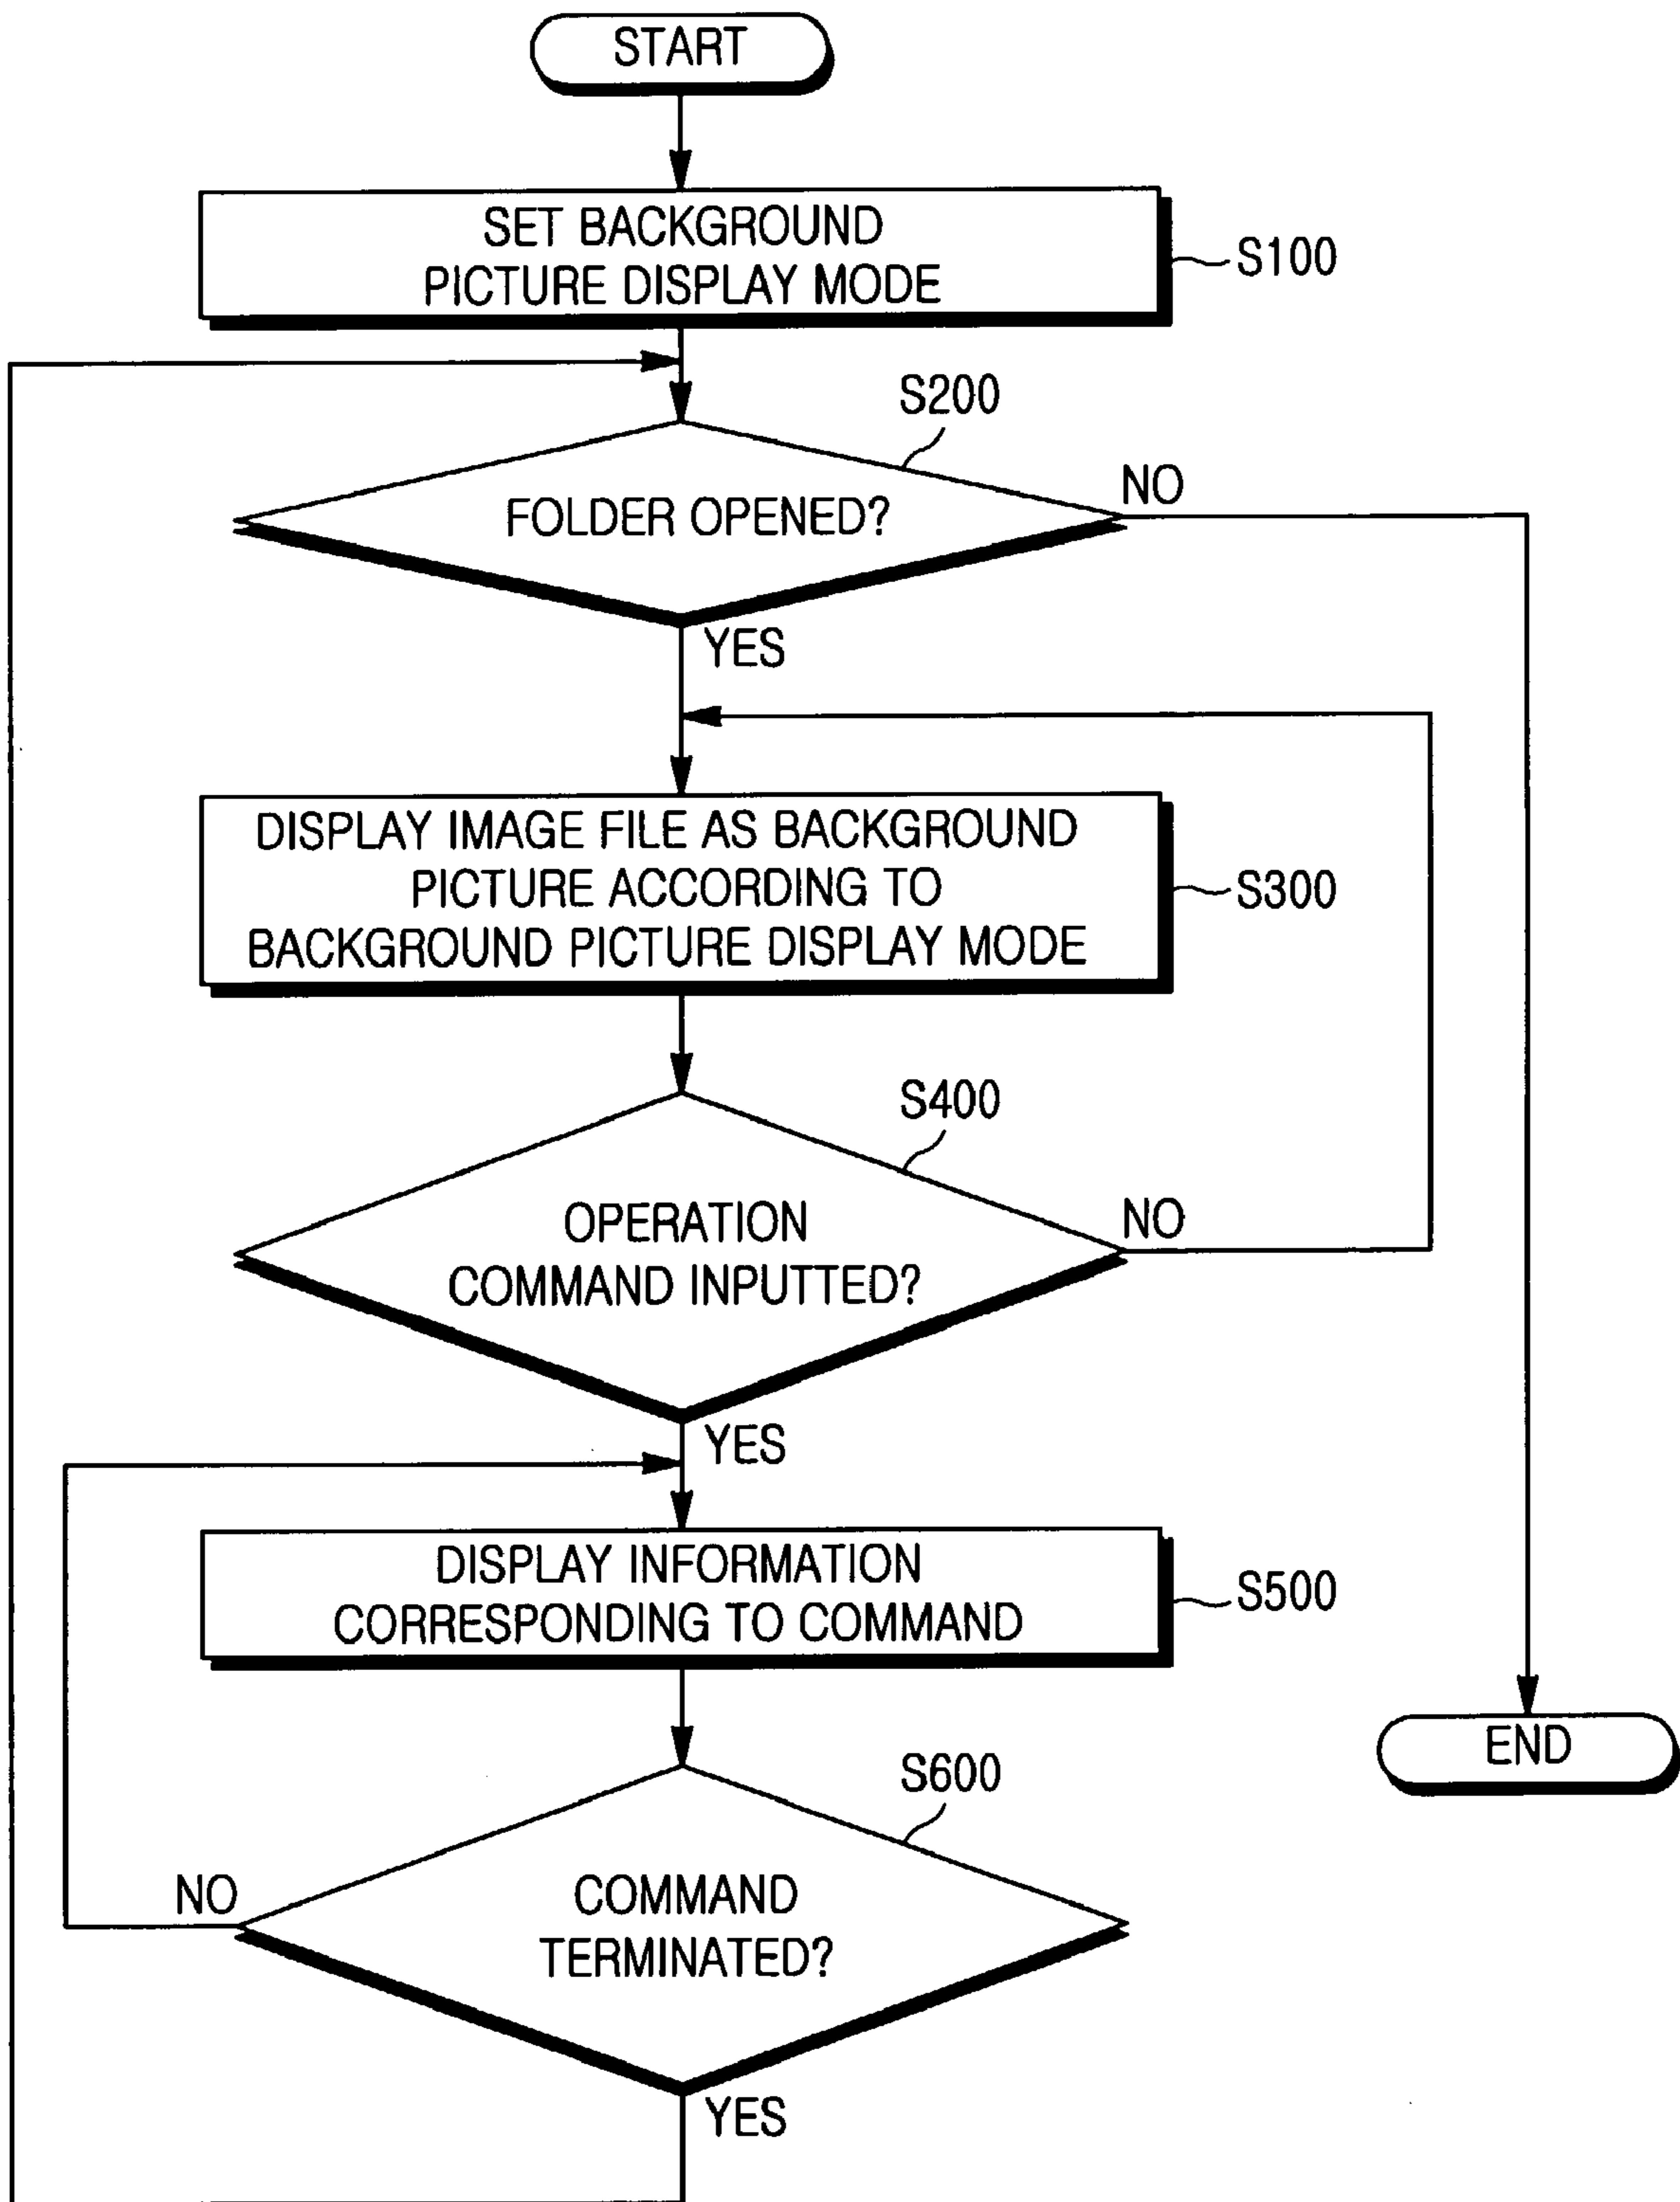 START
SET BACKGROUND
PICTURE DISPLAY MODE
S100
S200
FOLDER OPENED?
NO
YES
DISPLAY IMAGE FILE AS BACKGROUND
PICTURE ACCORDING TO
BACKGROUND PICTURE DISPLAY MODE
S300
S400
OPERATION
COMMAND INPUTTED?
NO
YES
DISPLAY INFORMATION
CORRESPONDING TO COMMAND
S500
END
S600
COMMAND
TERMINATED?
NO
YES